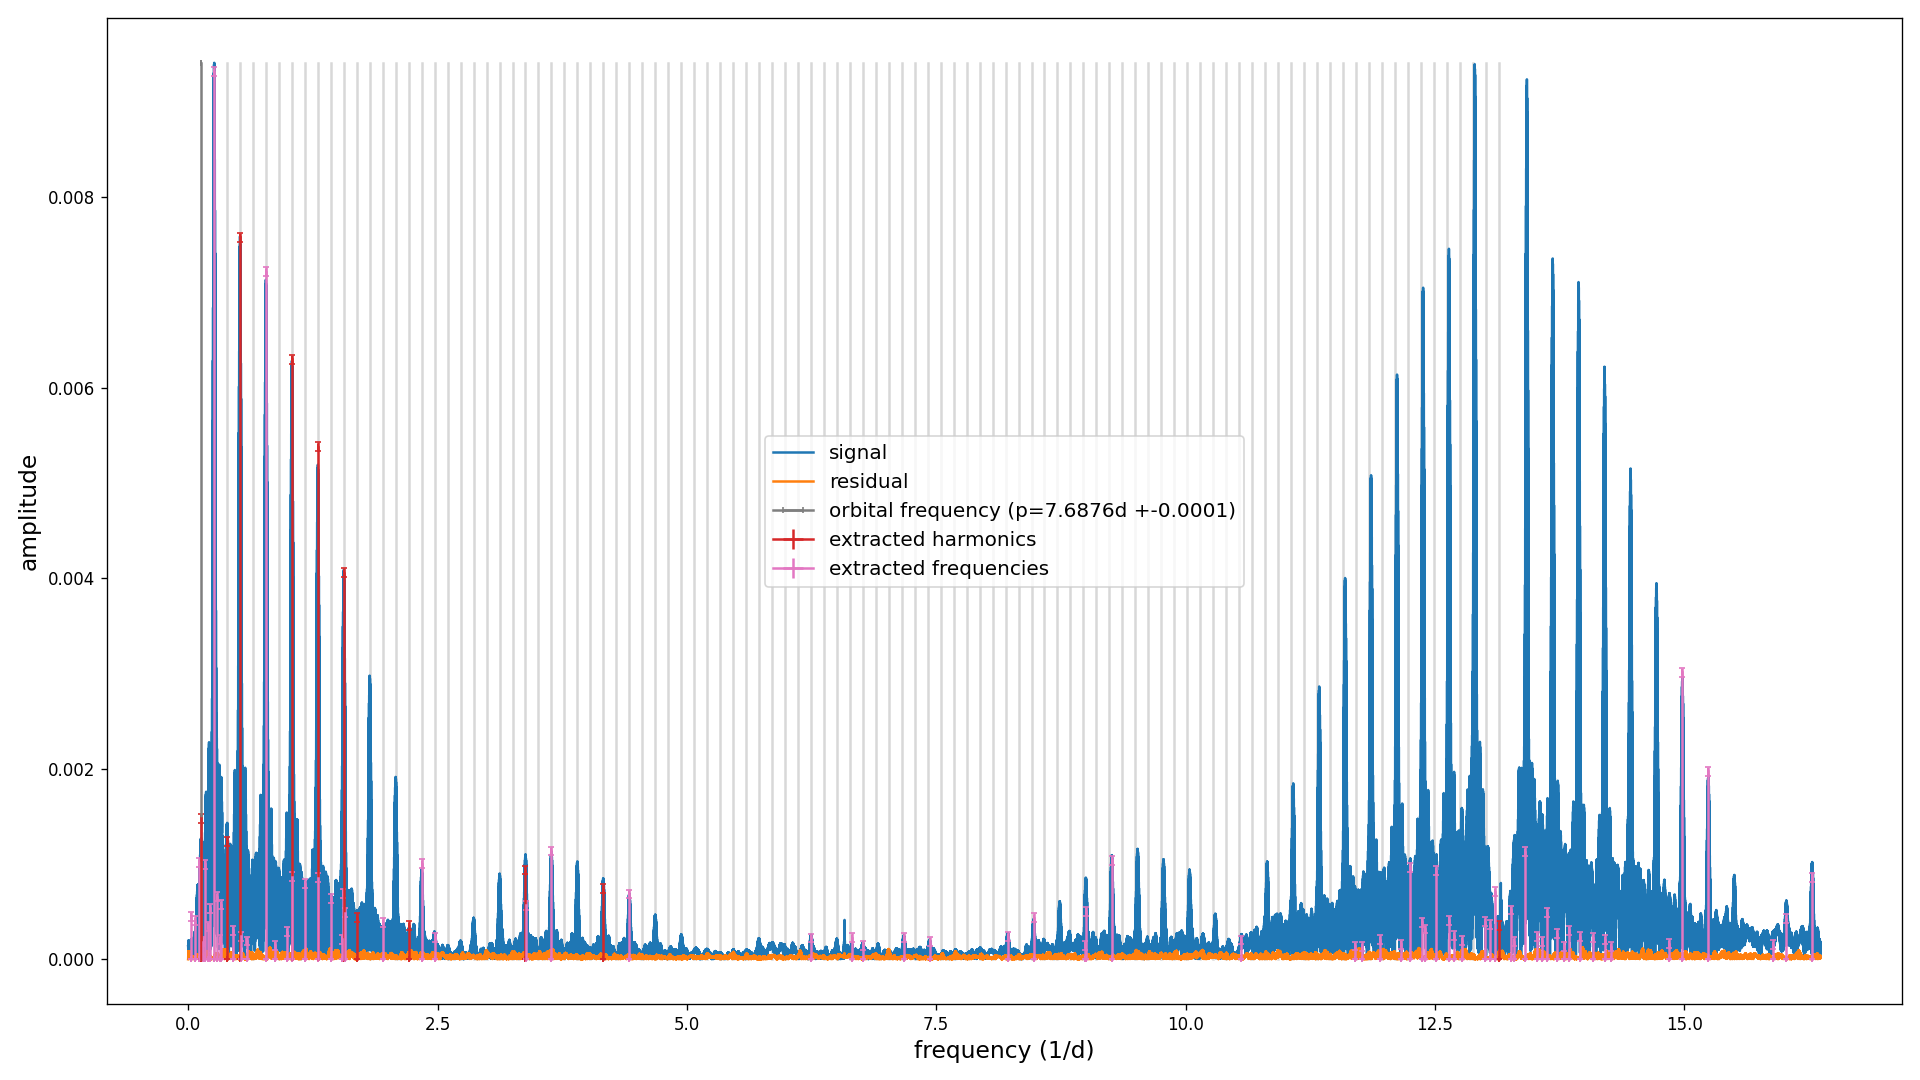 amplitude
0.008
0.006
0.004
0.002
0.000
signal
residual
orbital frequency (p=7.6876d +-0.0001)
extracted harmonics
extracted frequencies
0.0 2.5 5.0 7.5 10.0 12.5 15.0
frequency (1/d)